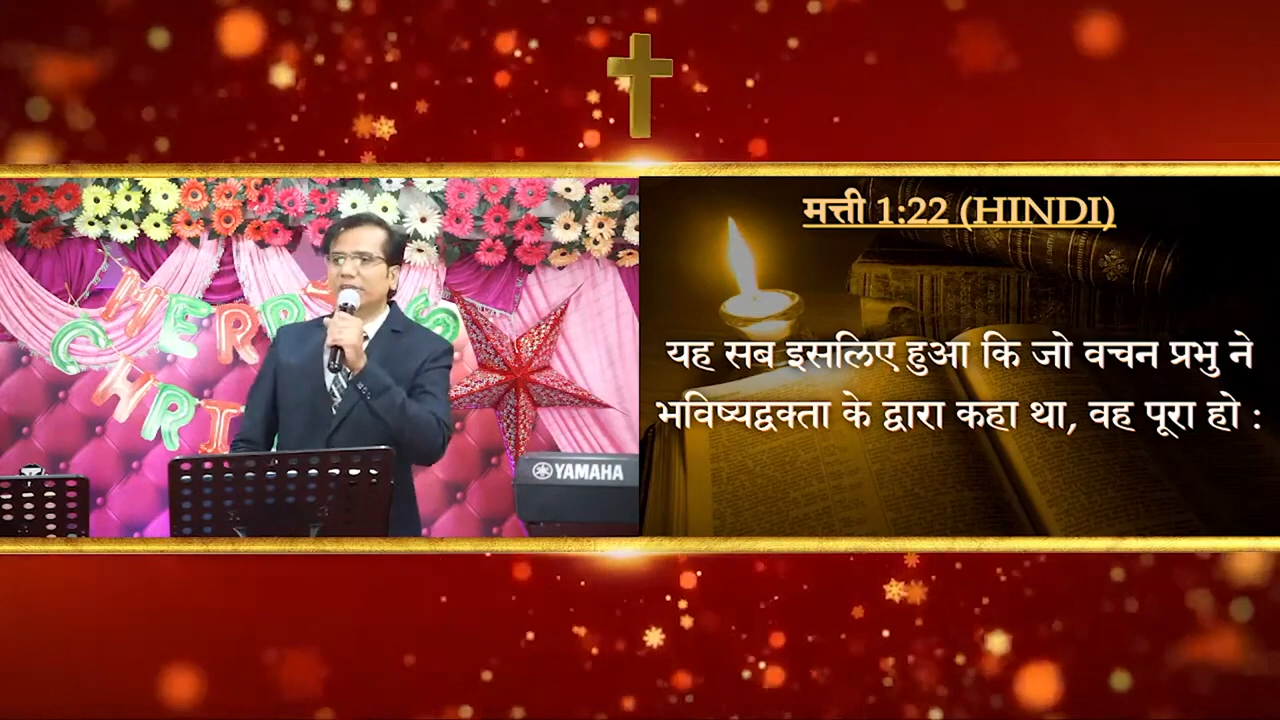 मत्ती 1:22 (HINDI)
यह सब इसलिए हुआ कि जो वचन प्रभु ने
भविष्यद्वक्ता के द्वारा कहा था, वह पूरा हो :
YAMAHA